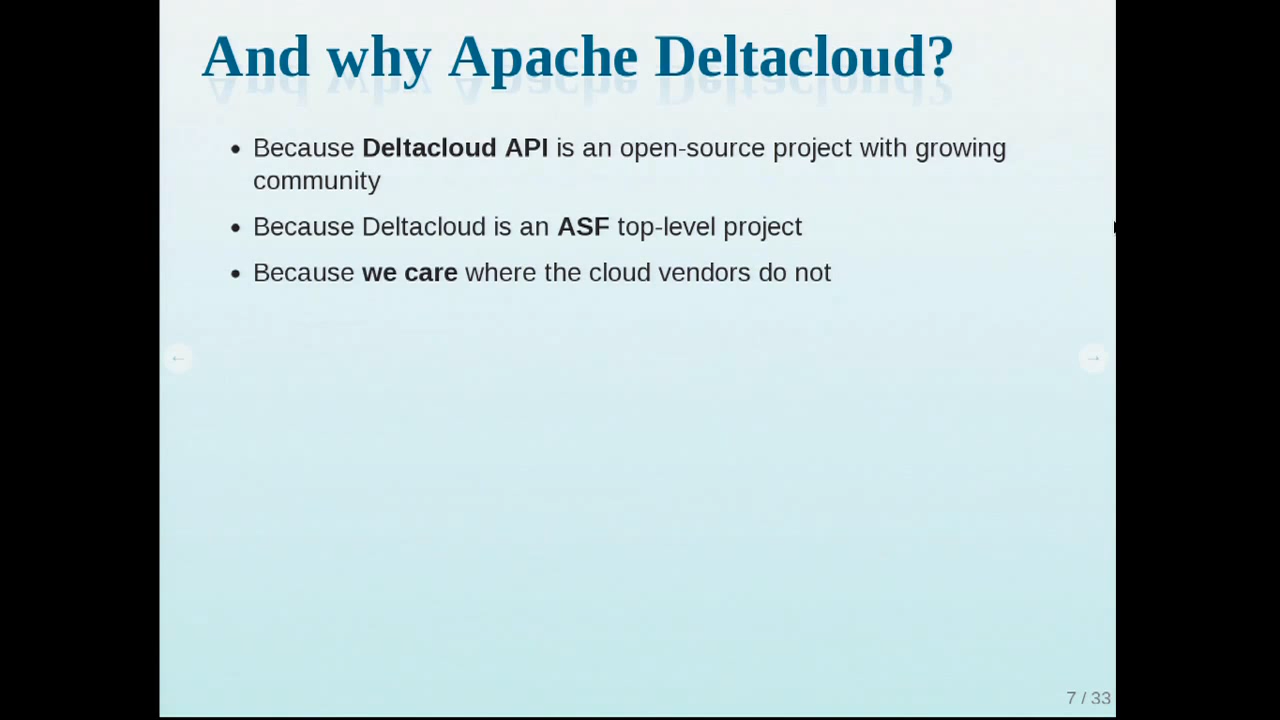 And why Apache Deltacloud?
• Because Deltacloud API is an open-source project with growing
community
• Because Deltacloud is an ASF top-level project
• Because we care where the cloud vendors do not
← →
7 / 33